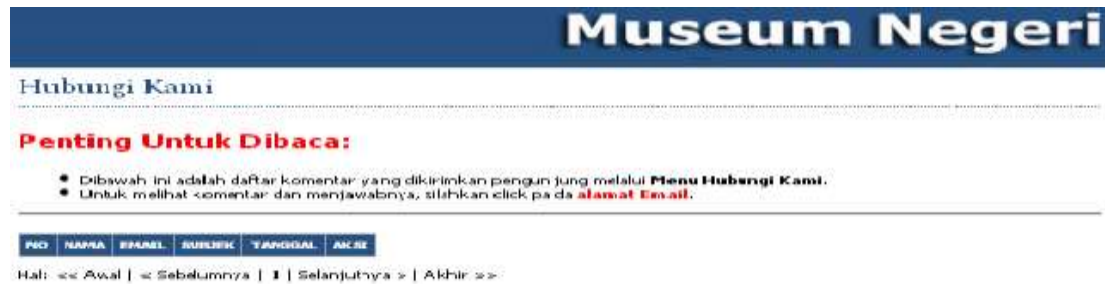 Museum Negeri
Hubungi Kami
Penting Untuk Dibaca:
Dibawah ini adalah daftar komentar yang dikirimkan pengunjung melalui Menu Hubungi Kami.
Untuk melihat komentar dan menjawabnya, silahkan click pada alamat Email.
NO NAMA EMAIL SUBJEK TANGGAL AKSI
Hal: << Awal | < Sebelumnya | 1 | Selanjutnya > | Akhir >>